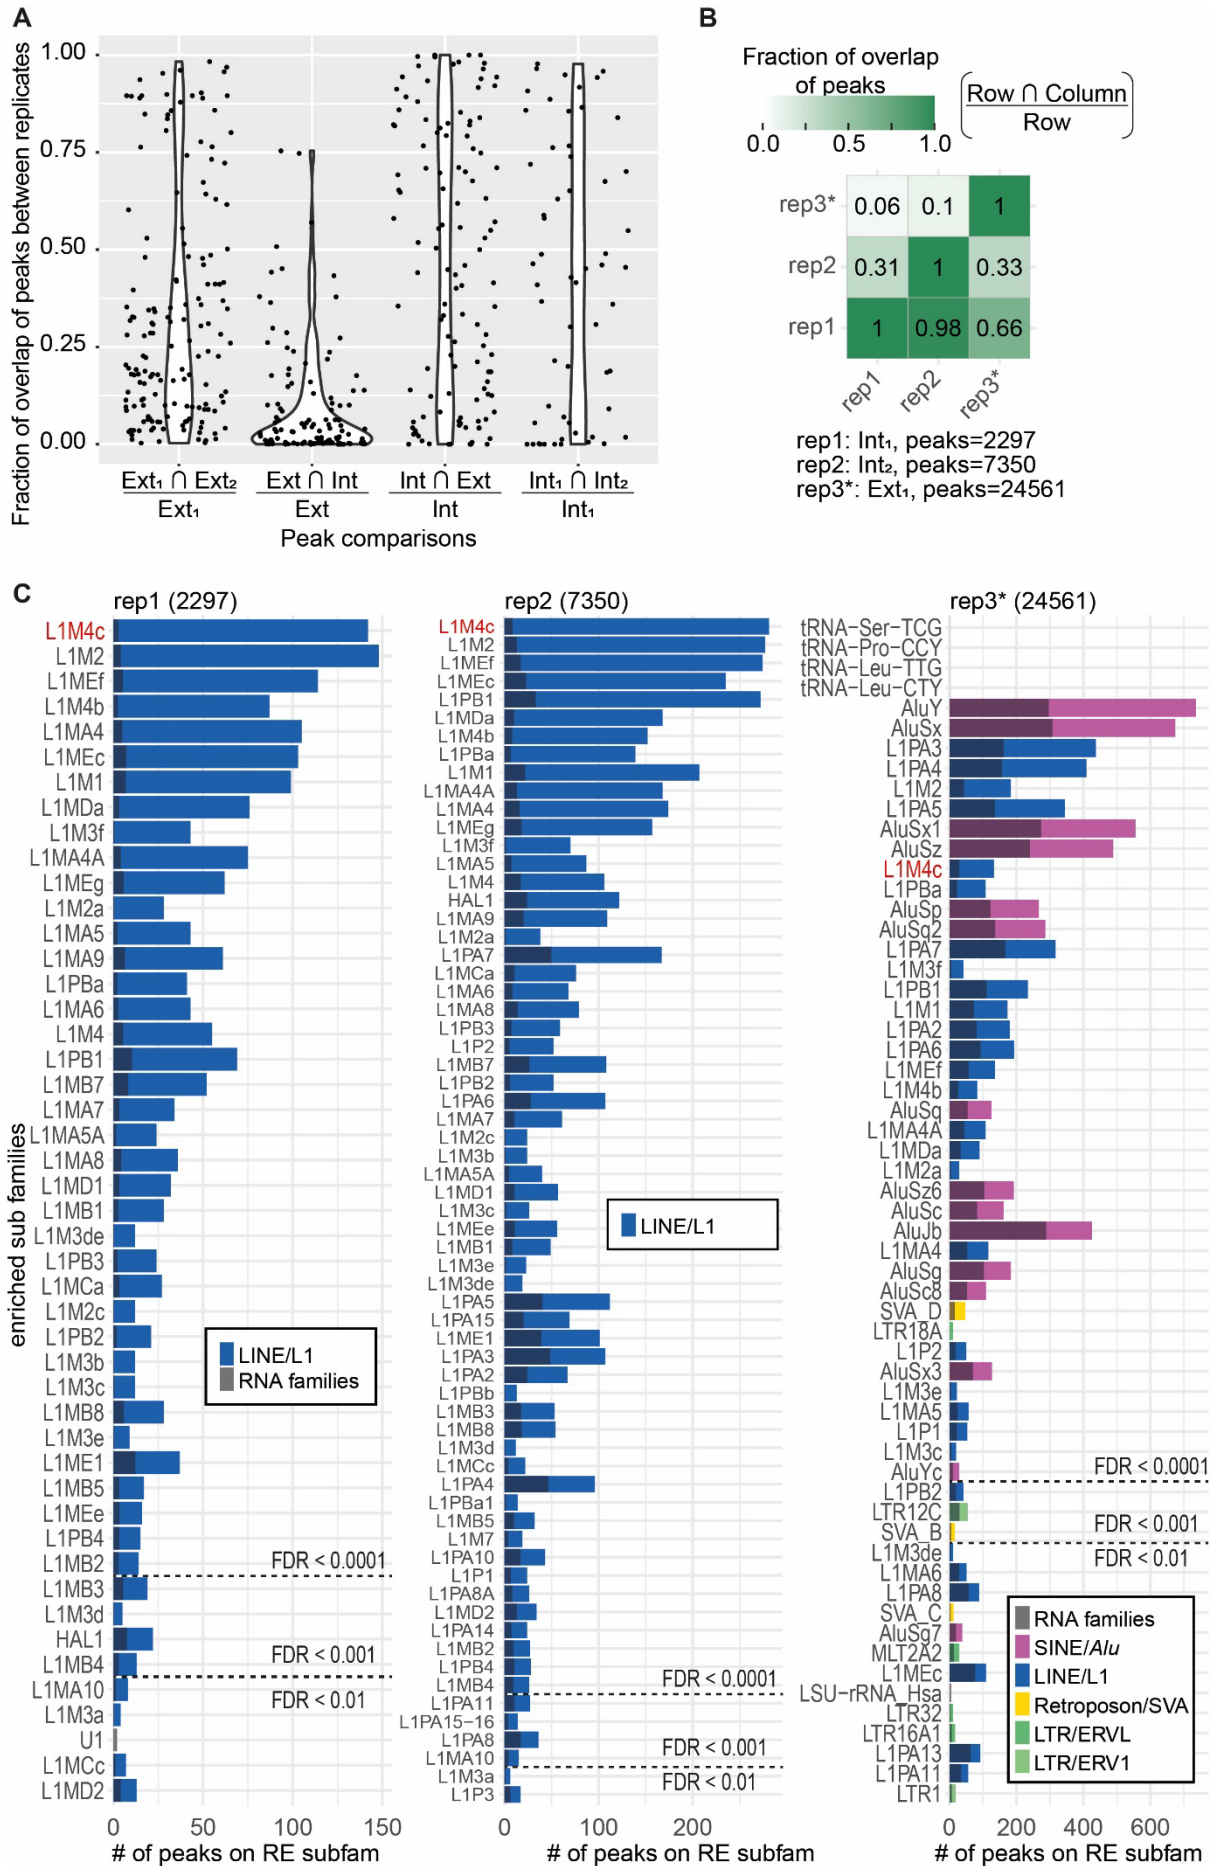 A
1.00
0.75
0.50
0.25
0.00
Fraction of overlap of peaks between replicates
Ext₁ ∩ Ext₂
Ext₁
Ext ∩ Int
Ext
Int ∩ Ext
Int
Int₁ ∩ Int₂
Int₁
Peak comparisons
B
Fraction of overlap
of peaks
0.0 0.5 1.0
Row ∩ Column
Row
rep3* 0.06 0.1 1
rep2 0.31 1 0.33
rep1 1 0.98 0.66
rep1 rep2 rep3*
rep1: Int₁, peaks=2297
rep2: Int₂, peaks=7350
rep3*: Ext₁, peaks=24561
C
enriched sub families
rep1 (2297)
L1M4c
L1M2
L1MEf
L1M4b
L1MA4
L1MEc
L1M1
L1MDa
L1M3f
L1MA4A
L1MEg
L1M2a
L1MA5
L1MA9
L1PBa
L1MA6
L1M4
L1PB1
L1MB7
L1MA7
L1MA5A
L1MA8
L1MD1
L1MB1
L1M3de
L1PB3
L1MCa
L1M2c
L1PB2
L1M3b
L1M3c
L1MB8
L1M3e
L1ME1
L1MB5
L1MEe
L1PB4
L1MB2
L1MB3
L1M3d
HAL1
L1MB4
L1MA10
L1M3a
U1
L1MCc
L1MD2
LINE/L1
RNA families
FDR < 0.0001
FDR < 0.001
FDR < 0.01
0 50 100 150
# of peaks on RE subfam
rep2 (7350)
L1M4c
L1M2
L1MEf
L1MEc
L1PB1
L1MDa
L1M4b
L1PBa
L1M1
L1MA4A
L1MA4
L1MEg
L1M3f
L1MA5
L1M4
HAL1
L1MA9
L1M2a
L1PA7
L1MCa
L1MA6
L1MA8
L1PB3
L1P2
L1MB7
L1PB2
L1PA6
L1MA7
L1M2c
L1M3b
L1MA5A
L1MD1
L1M3c
L1MEe
L1MB1
L1M3e
L1M3de
L1PA5
L1PA15
L1ME1
L1PA3
L1PA2
L1PBb
L1MB3
L1MB8
L1M3d
L1MCc
L1PA4
L1PBa1
L1MB5
L1M7
L1PA10
L1P1
L1PA8A
L1MD2
L1PA14
L1MB2
L1PB4
L1MB4
L1PA11
L1PA15-16
L1PA8
L1MA10
L1M3a
L1P3
LINE/L1
FDR < 0.0001
FDR < 0.001
FDR < 0.01
0 100 200
# of peaks on RE subfam
rep3* (24561)
tRNA-Ser-TCG
tRNA-Pro-CCY
tRNA-Leu-TTG
tRNA-Leu-CTY
AluY
AluSx
L1PA3
L1PA4
L1M2
L1PA5
AluSx1
AluSz
L1M4c
L1PBa
AluSp
AluSq2
L1PA7
L1M3f
L1PB1
L1M1
L1PA2
L1PA6
L1MEf
L1M4b
AluSq
L1MA4A
L1MDa
L1M2a
AluSz6
AluSc
AluJb
L1MA4
AluSg
AluSc8
SVA_D
LTR18A
L1P2
AluSx3
L1M3e
L1MA5
L1P1
L1M3c
AluYc
L1PB2
LTR12C
SVA_B
L1M3de
L1MA6
L1PA8
SVA_C
AluSg7
MLT2A2
L1MEc
LSU-rRNA_Hsa
LTR32
LTR16A1
L1PA13
L1PA11
LTR1
FDR < 0.0001
FDR < 0.001
FDR < 0.01
RNA families
SINE/Alu
LINE/L1
Retroposon/SVA
LTR/ERVL
LTR/ERV1
0 200 400 600
# of peaks on RE subfam